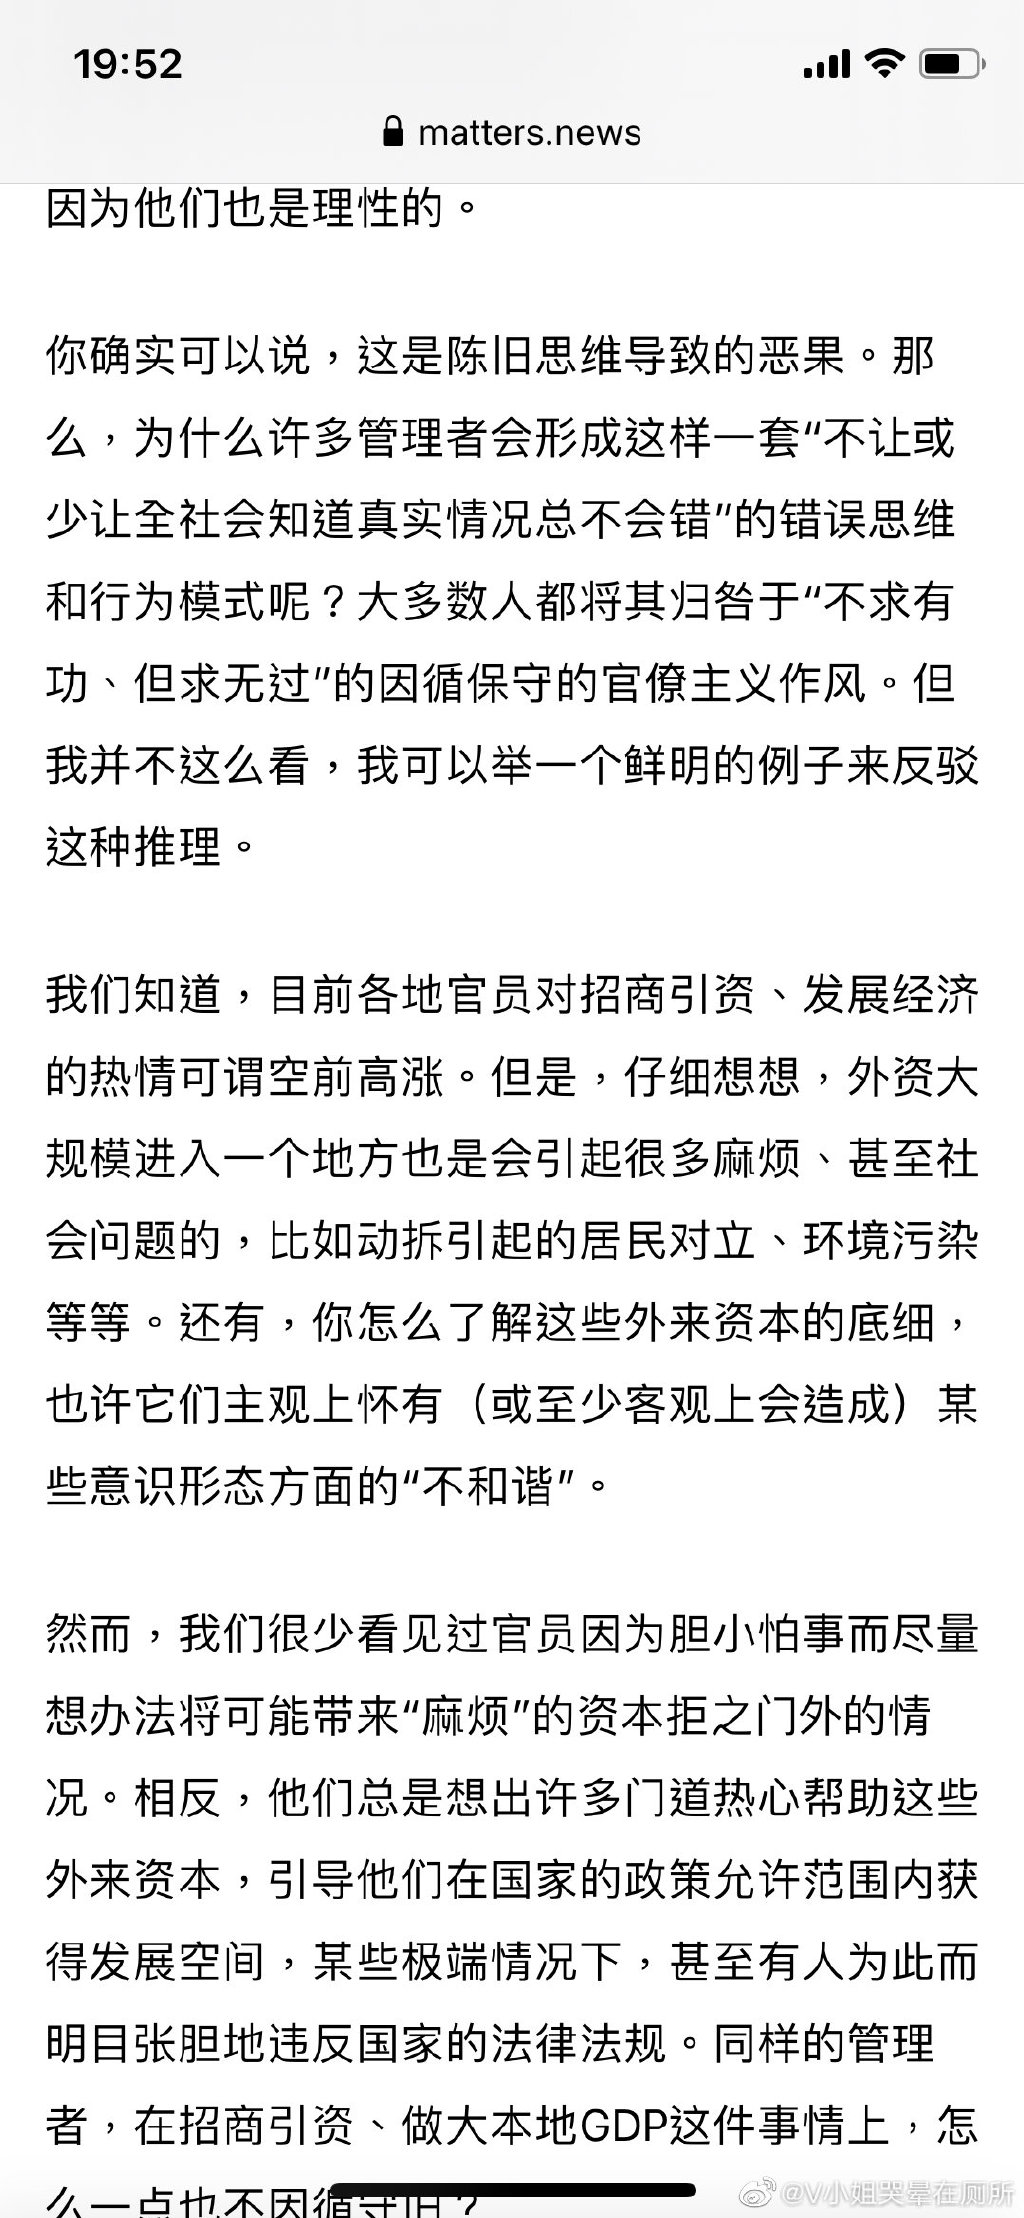 19:52
matters.news
因为他们也是理性的。
你确实可以说，这是陈旧思维导致的恶果。那
么，为什么许多管理者会形成这样一套“不让或
少让全社会知道真实情况总不会错”的错误思维
和行为模式呢？大多数人都将其归咎于“不求有
功、但求无过”的因循保守的官僚主义作风。但
我并不这么看，我可以举一个鲜明的例子来反驳
这种推理。
我们知道，目前各地官员对招商引资、发展经济
的热情可谓空前高涨。但是，仔细想想，外资大
规模进入一个地方也是会引起很多麻烦、甚至社
会问题的，比如动拆引起的居民对立、环境污染
等等。还有，你怎么了解这些外来资本的底细，
也许它们主观上怀有（或至少客观上会造成）某
些意识形态方面的“不和谐”。
然而，我们很少看见过官员因为胆小怕事而尽量
想办法将可能带来“麻烦”的资本拒之门外的情
况。相反，他们总是想出许多门道热心帮助这些
外来资本，引导他们在国家的政策允许范围内获
得发展空间，某些极端情况下，甚至有人为此而
明目张胆地违反国家的法律法规。同样的管理
者，在招商引资、做大本地GDP这件事情上，怎
么一点也不因循守旧？
@V小姐哭晕在厕所